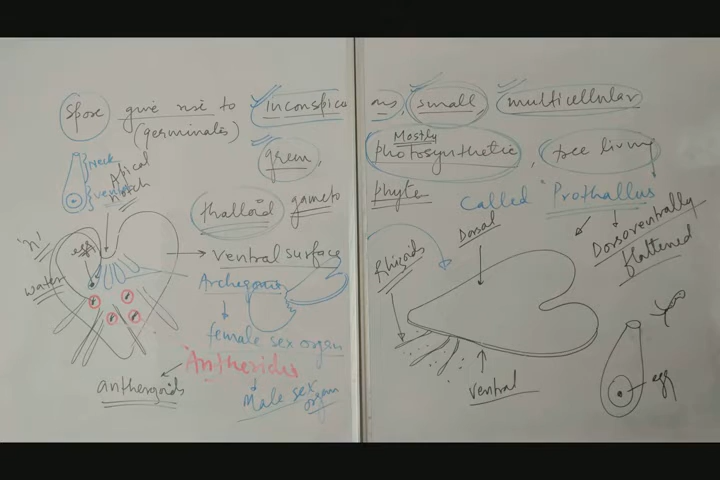 Spore give rise to inconspicuous, small multicellular
(germinates) green, Mostly photosynthetic, free living
thalloid gametophyte called Prothallus
Neck
Venter
Apical notch
Dorsoventrally flattened
"n"
egg
water
ventral surface
Archegonia
female sex organ
Antheridia
Male sex organ
antherozoids
Rhizoids
Dorsal
Ventral
egg